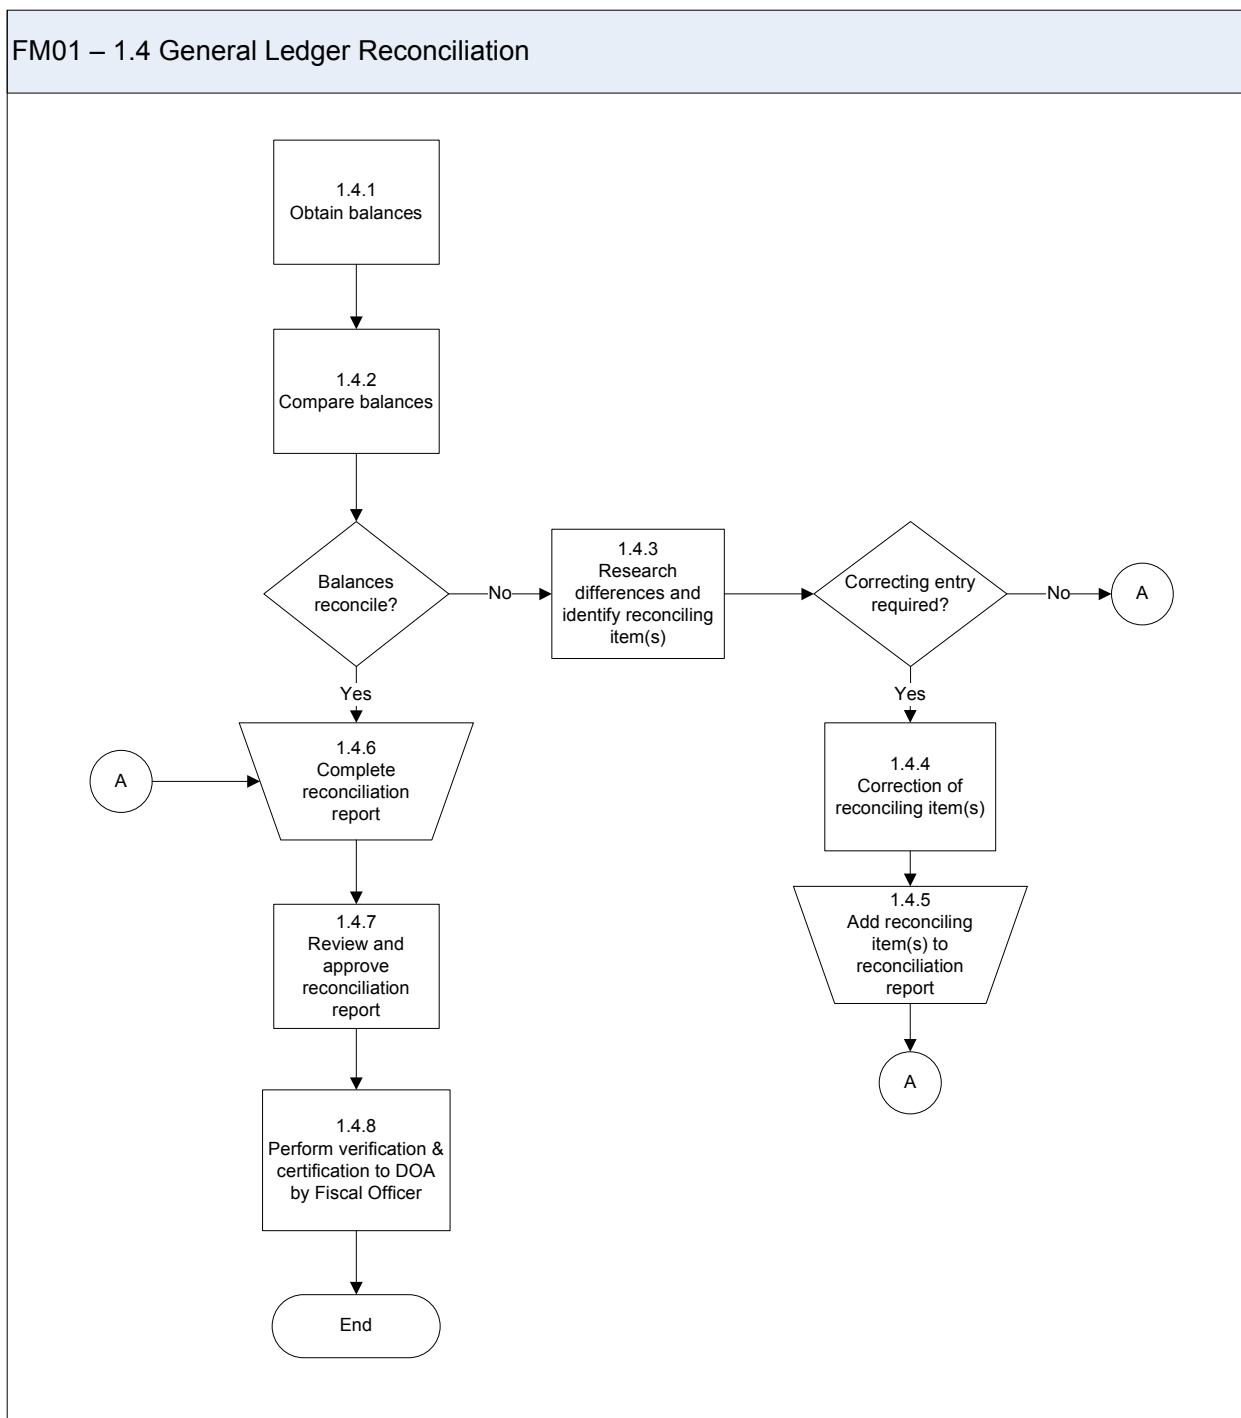 FM01 – 1.4 General Ledger Reconciliation
1.4.1
Obtain balances
1.4.2
Compare balances
Balances
reconcile?
No
1.4.3
Research
differences and
identify reconciling
item(s)
Correcting entry
required?
No
A
Yes
Yes
A
1.4.6
Complete
reconciliation
report
1.4.4
Correction of
reconciling item(s)
1.4.7
Review and
approve
reconciliation
report
1.4.5
Add reconciling
item(s) to
reconciliation
report
A
1.4.8
Perform verification &
certification to DOA
by Fiscal Officer
End